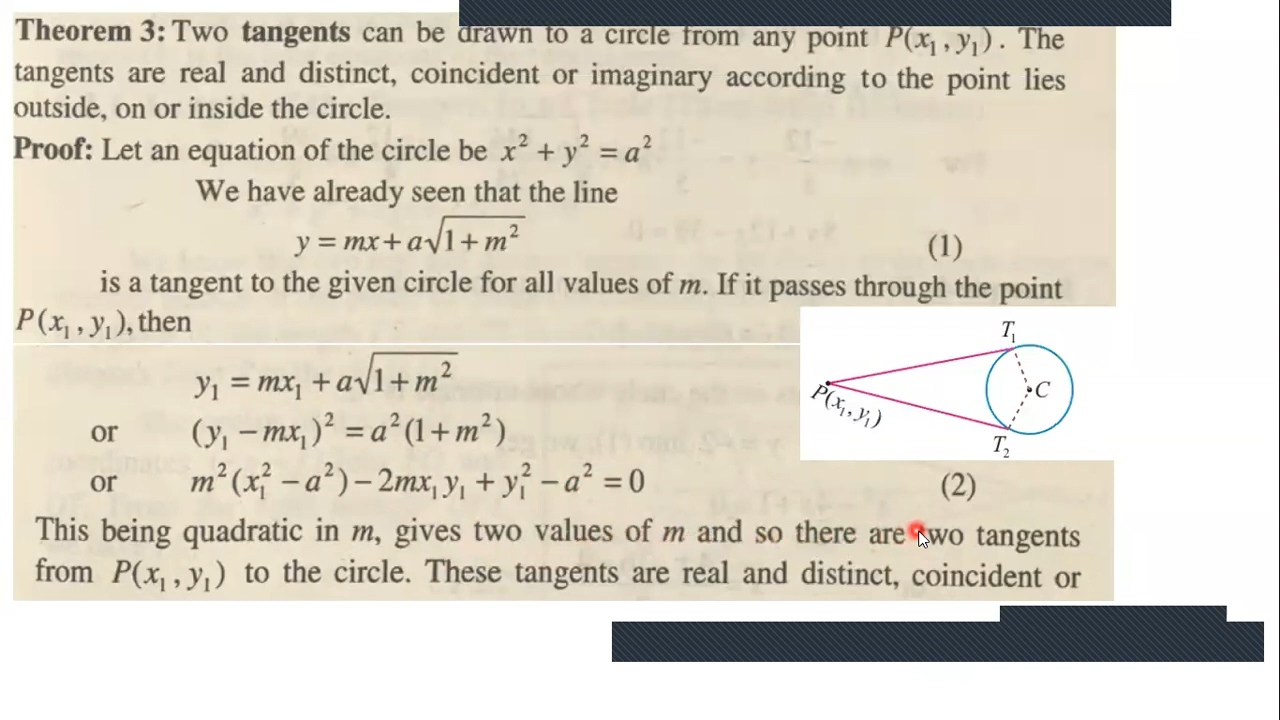 Theorem 3: Two tangents can be drawn to a circle from any point P(x₁, y₁). The
tangents are real and distinct, coincident or imaginary according to the point lies
outside, on or inside the circle.
Proof: Let an equation of the circle be x² + y² = a²
We have already seen that the line
y = mx + a√(1 + m²) (1)
is a tangent to the given circle for all values of m. If it passes through the point
P(x₁, y₁), then
y₁ = mx₁ + a√(1 + m²)
or (y₁ − mx₁)² = a²(1 + m²)
or m²(x₁² − a²) − 2mx₁y₁ + y₁² − a² = 0 (2)
T₁
C
P(x₁, y₁)
T₂
This being quadratic in m, gives two values of m and so there are two tangents
from P(x₁, y₁) to the circle. These tangents are real and distinct, coincident or